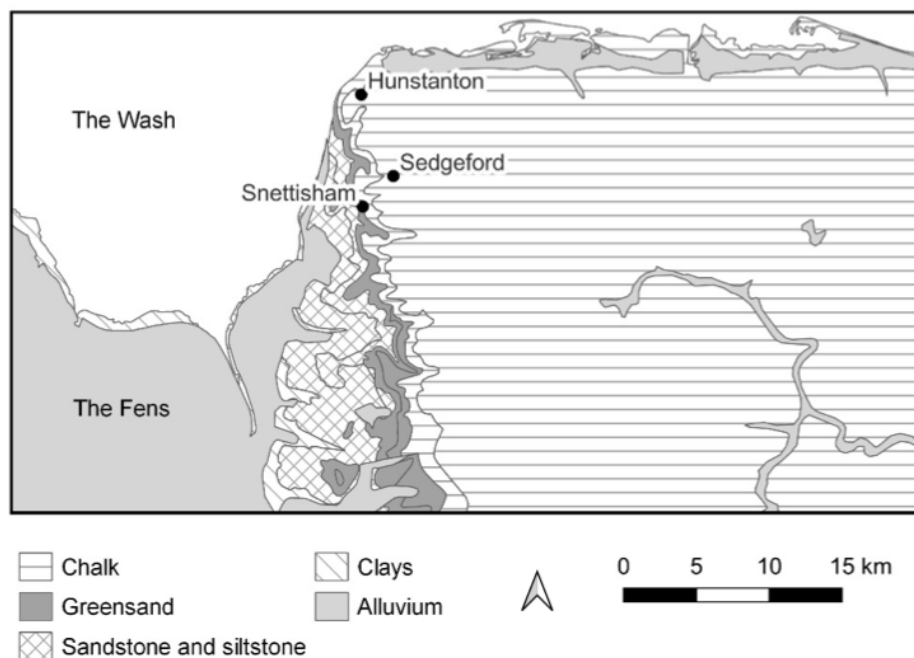 Hunstanton
The Wash
Sedgeford
Snettisham
The Fens
Chalk
Clays
0 5 10 15 km
Greensand
Alluvium
Sandstone and siltstone